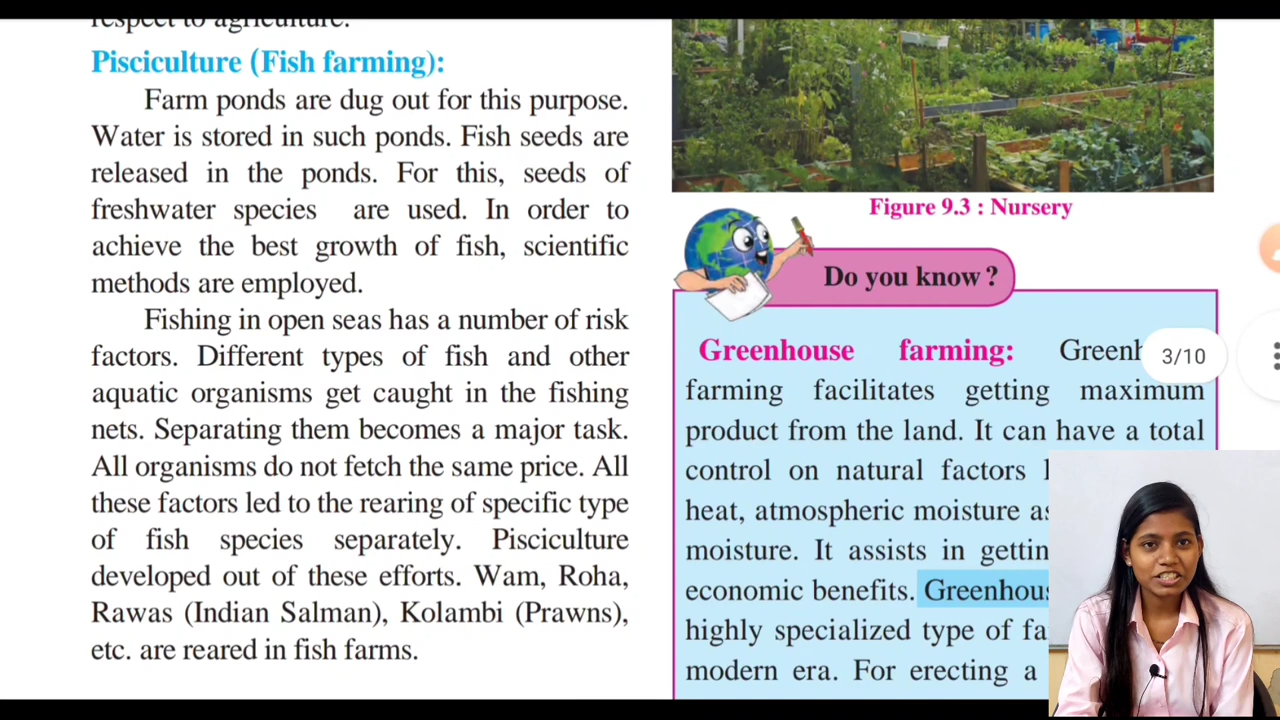 respect to agriculture.
Pisciculture (Fish farming):
Farm ponds are dug out for this purpose.
Water is stored in such ponds. Fish seeds are
released in the ponds. For this, seeds of
freshwater species are used. In order to
achieve the best growth of fish, scientific
methods are employed.
Fishing in open seas has a number of risk
factors. Different types of fish and other
aquatic organisms get caught in the fishing
nets. Separating them becomes a major task.
All organisms do not fetch the same price. All
these factors led to the rearing of specific type
of fish species separately. Pisciculture
developed out of these efforts. Wam, Roha,
Rawas (Indian Salman), Kolambi (Prawns),
etc. are reared in fish farms.
Figure 9.3 : Nursery
Do you know?
Greenhouse farming:
farming facilitates getting maximum
product from the land. It can have a total
control on natural factors
heat, atmospheric moisture
moisture. It assists in
economic benefits.
highly specialized type of
modern era. For erecting a
3/10